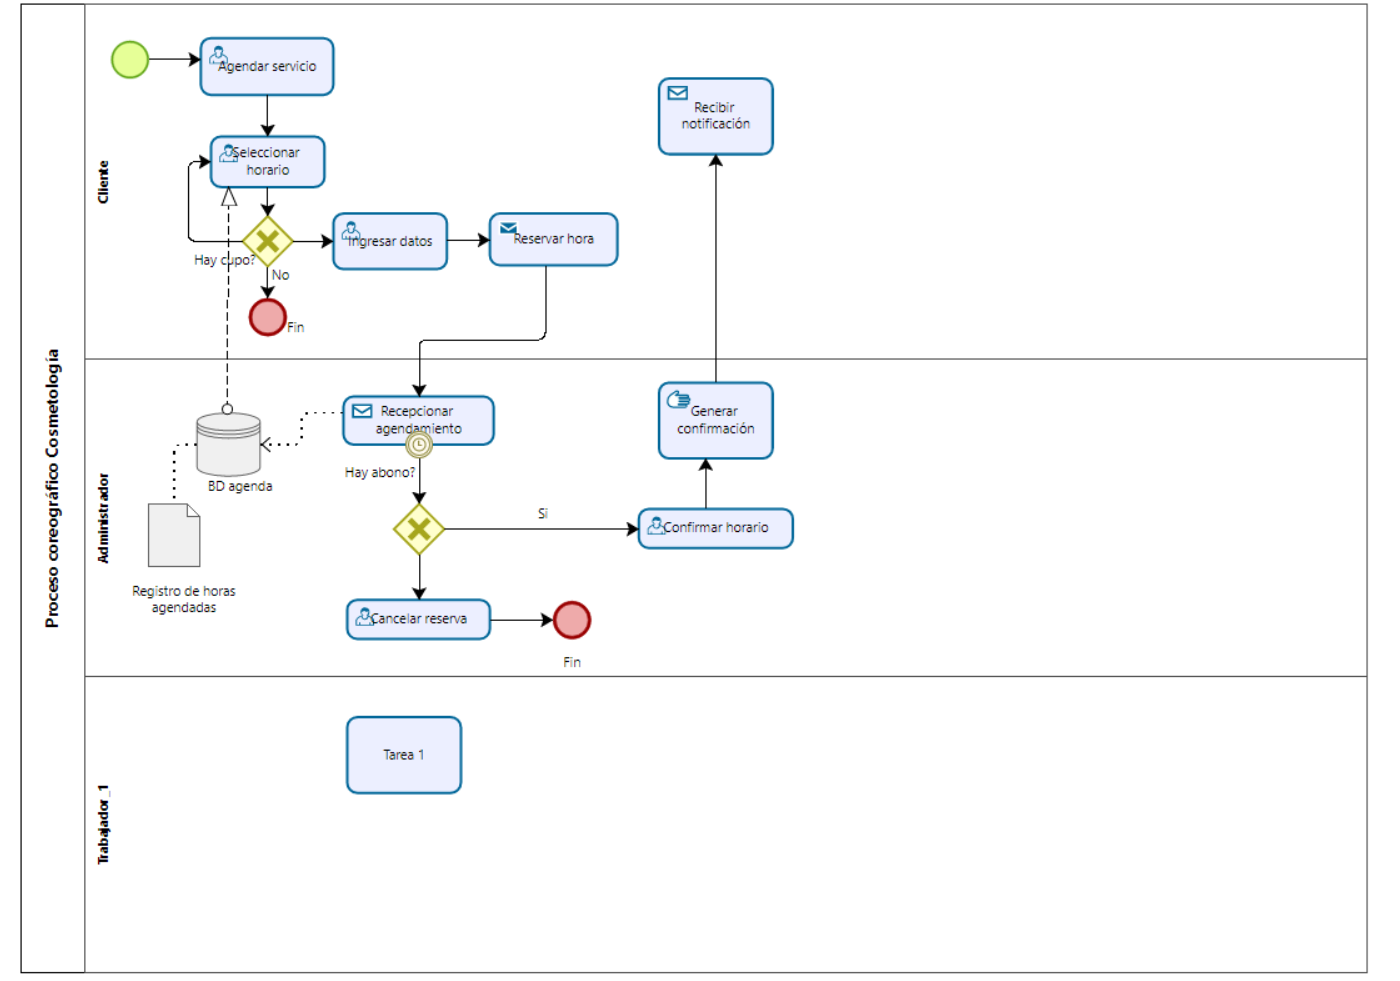 Proceso coreográfico Cosmetología
Cliente
Agendar servicio
Seleccionar
horario
Hay cupo?
No
Fin
Ingresar datos
Reservar hora
Recibir
notificación
Administrador
Recepcionar
agendamiento
Hay abono?
BD agenda
Registro de horas
agendadas
Si
Generar
confirmación
Confirmar horario
Cancelar reserva
Fin
Trabajador_1
Tarea 1